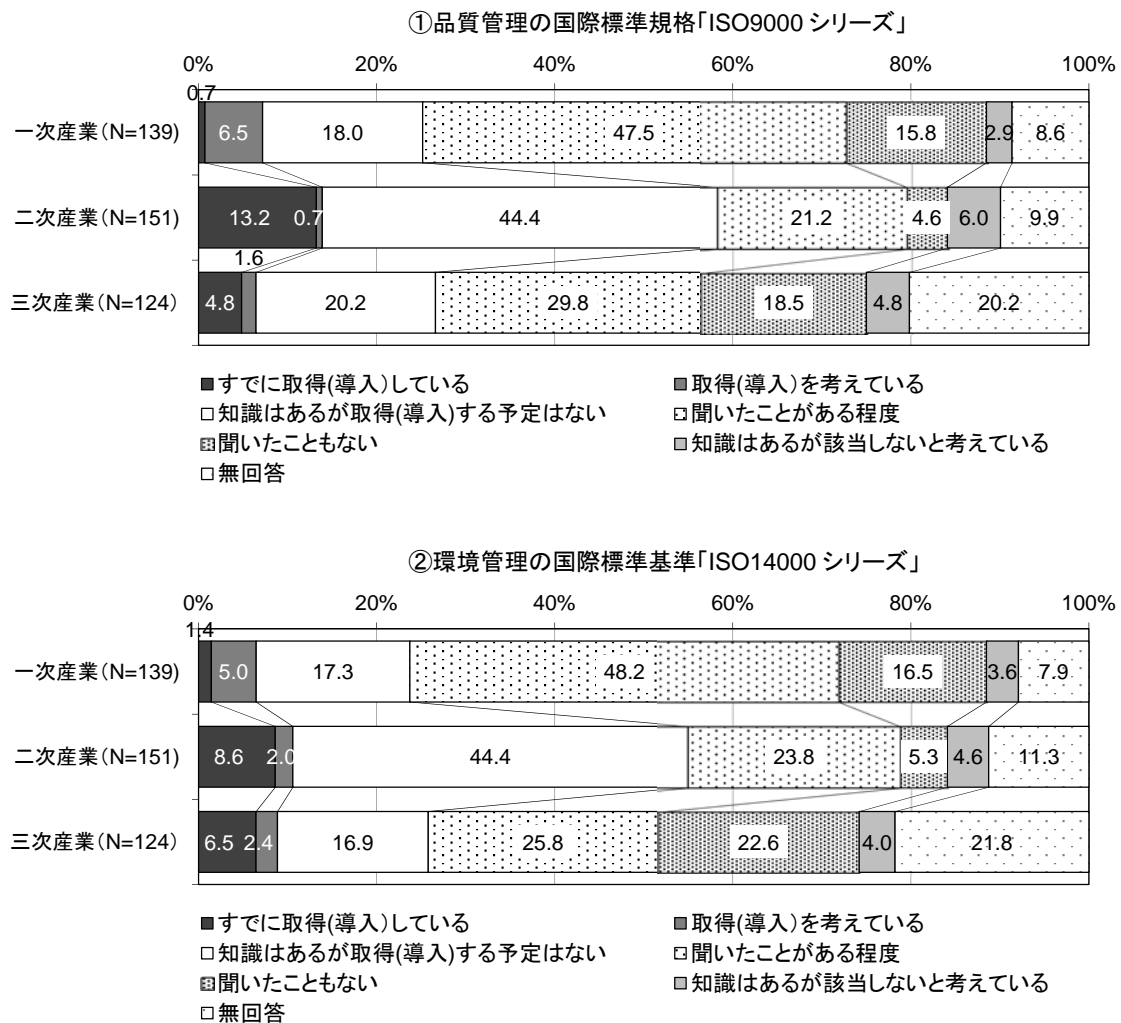 ①品質管理の国際標準規格「ISO9000 シリーズ」
0% 20% 40% 60% 80% 100%
0.7
一次産業(N=139) 6.5 18.0 47.5 15.8 2.9 8.6
二次産業(N=151) 13.2 0.7 44.4 21.2 4.6 6.0 9.9
1.6
三次産業(N=124) 4.8 20.2 29.8 18.5 4.8 20.2
すでに取得(導入)している 取得(導入)を考えている
知識はあるが取得(導入)する予定はない 聞いたことがある程度
聞いたこともない 知識はあるが該当しないと考えている
無回答
②環境管理の国際標準基準「ISO14000 シリーズ」
0% 20% 40% 60% 80% 100%
1.4
一次産業(N=139) 5.0 17.3 48.2 16.5 3.6 7.9
二次産業(N=151) 8.6 2.0 44.4 23.8 5.3 4.6 11.3
三次産業(N=124) 6.5 2.4 16.9 25.8 22.6 4.0 21.8
すでに取得(導入)している 取得(導入)を考えている
知識はあるが取得(導入)する予定はない 聞いたことがある程度
聞いたこともない 知識はあるが該当しないと考えている
無回答